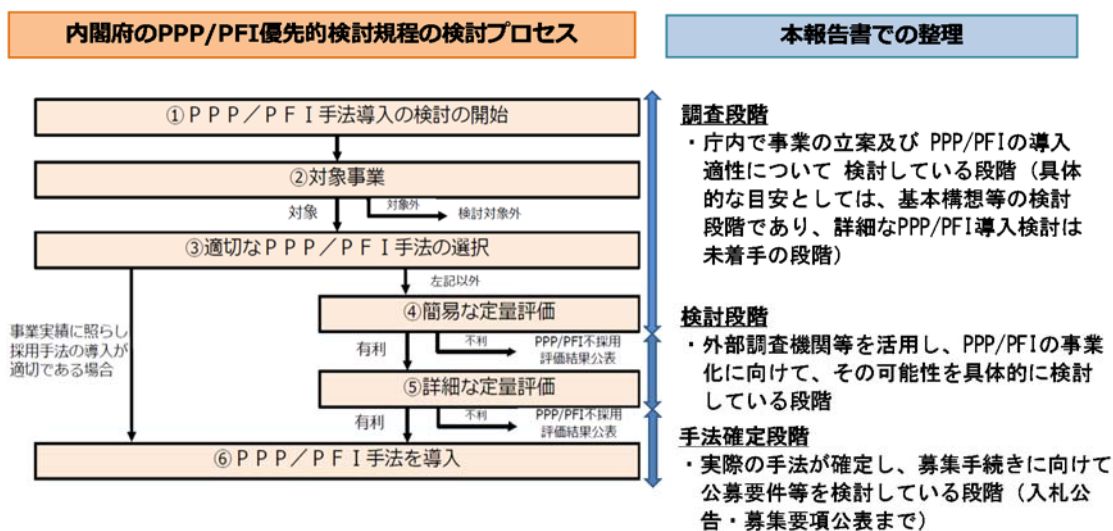 内閣府のPPP/PFI優先的検討規程の検討プロセス
①ＰＰＰ／ＰＦＩ手法導入の検討の開始
②対象事業
対象
対象外
検討対象外
③適切なＰＰＰ／ＰＦＩ手法の選択
左記以外
事業実績に照らし
採用手法の導入が
適切である場合
④簡易な定量評価
有利
不利
PPP/PFI不採用
評価結果公表
⑤詳細な定量評価
有利
不利
PPP/PFI不採用
評価結果公表
⑥ＰＰＰ／ＰＦＩ手法を導入
本報告書での整理
調査段階
・庁内で事業の立案及び PPP/PFIの導入
適性について 検討している段階（具体
的な目安としては、基本構想等の検討
段階であり、詳細なPPP/PFI導入検討は
未着手の段階）
検討段階
・外部調査機関等を活用し、PPP/PFIの事業
化に向けて、その可能性を具体的に検討
している段階
手法確定段階
・実際の手法が確定し、募集手続きに向けて
公募要件等を検討している段階（入札公
告・募集要項公表まで）